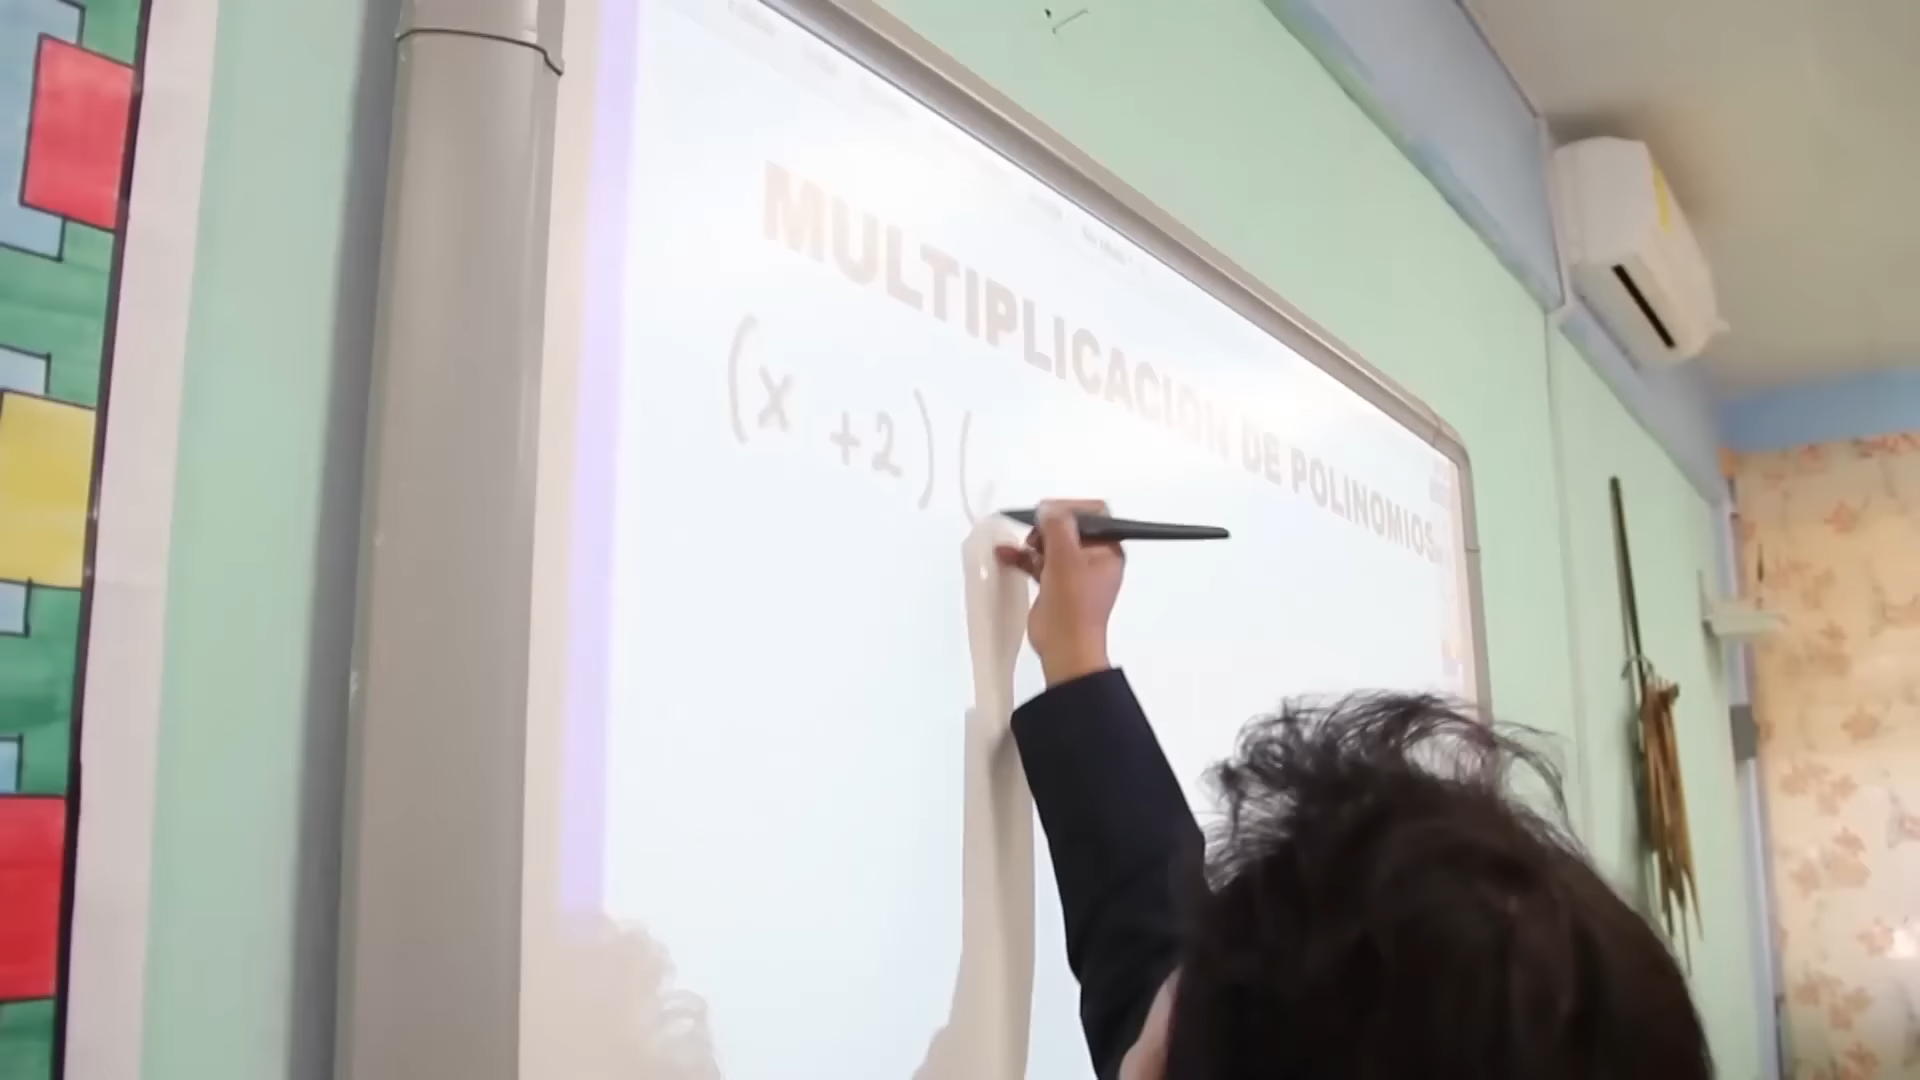 MULTIPLICACION DE POLINOMIOS
(x +2) (